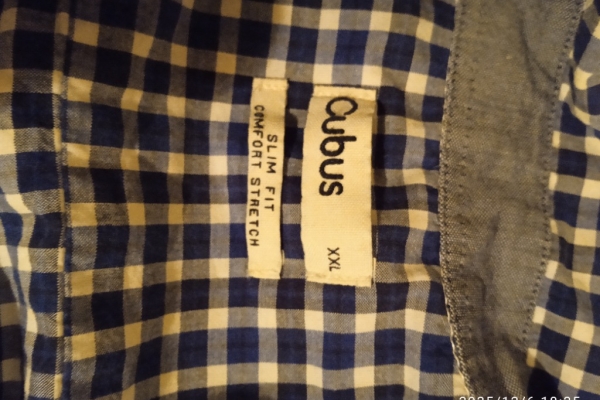 Cubus
XXL
SLIM FIT
COMFORT STRETCH